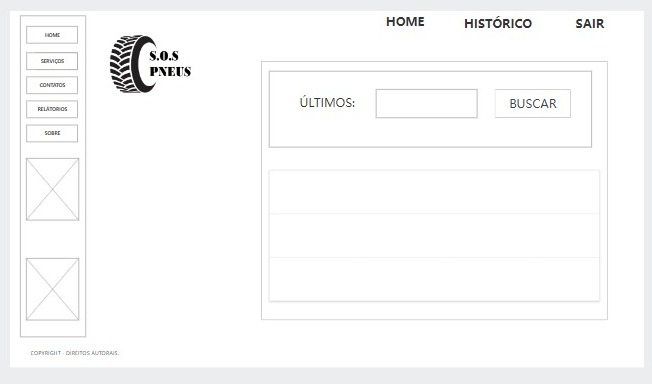 HOME HISTÓRICO SAIR
HOME
SERVIÇOS
CONTATOS
RELATORIOS
SOBRE
S.O.S
PNEUS
ÚLTIMOS: BUSCAR
COPYRIGHT - DIREITOS AUTORAIS.